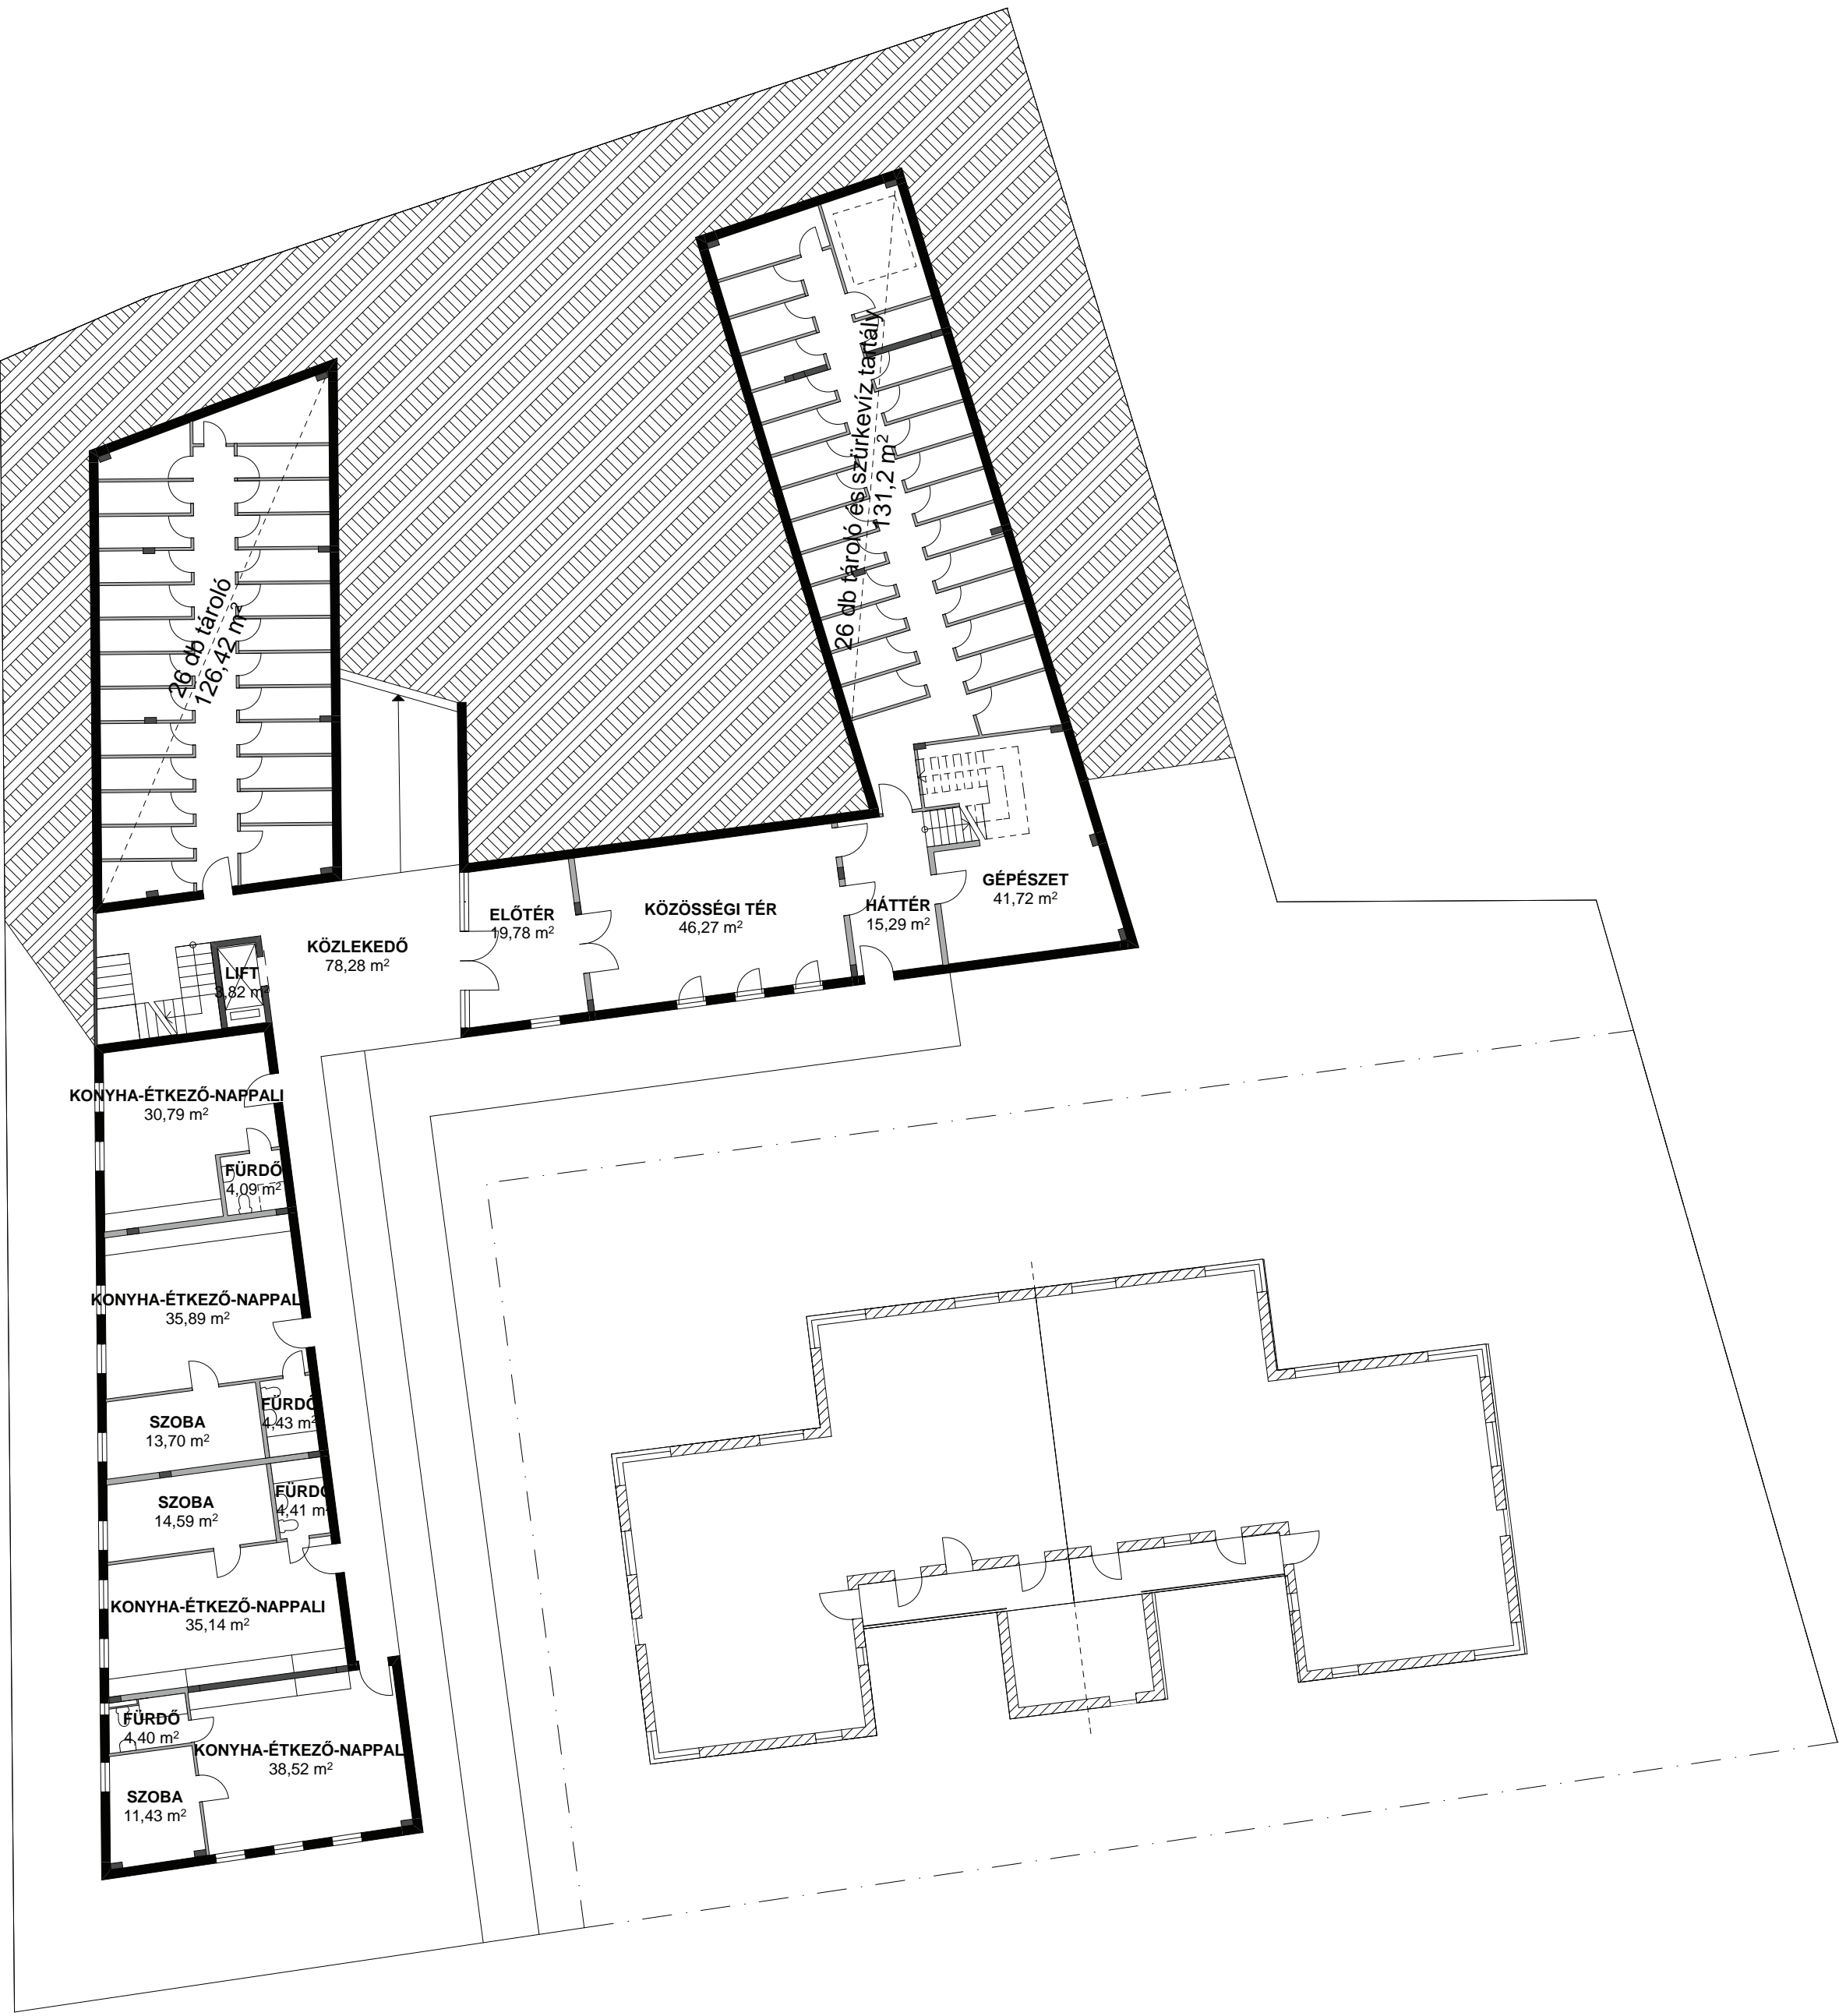 26 db tároló és szürkevíz tartály
131,2 m²
26 db tároló
126,42 m²
GÉPÉSZET
41,72 m²
HÁTTÉR
15,29 m²
KÖZÖSSÉGI TÉR
46,27 m²
ELŐTÉR
19,78 m²
KÖZLEKEDŐ
78,28 m²
LIFT
3,82 m²
KONYHA-ÉTKEZŐ-NAPPALI
30,79 m²
FÜRDŐ
4,09 m²
KONYHA-ÉTKEZŐ-NAPPALI
35,89 m²
FÜRDŐ
4,43 m²
SZOBA
13,70 m²
FÜRDŐ
4,41 m²
SZOBA
14,59 m²
KONYHA-ÉTKEZŐ-NAPPALI
35,14 m²
FÜRDŐ
4,40 m²
KONYHA-ÉTKEZŐ-NAPPALI
38,52 m²
SZOBA
11,43 m²